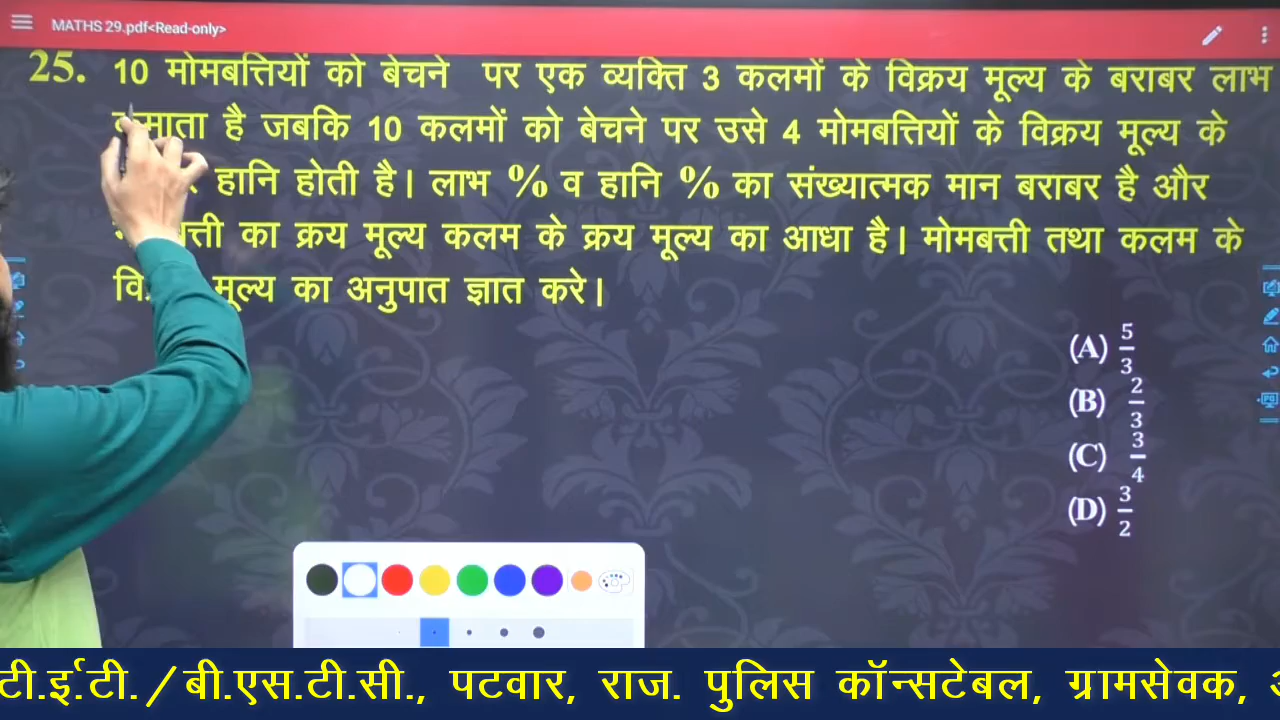 MATHS 29.pdf<Read-only>
25. 10 मोमबत्तियों को बेचने पर एक व्यक्ति 3 कलमों के विक्रय मूल्य के बराबर लाभ
कमाता है जबकि 10 कलमों को बेचने पर उसे 4 मोमबत्तियों के विक्रय मूल्य के
हानि होती है। लाभ % व हानि % का संख्यात्मक मान बराबर है और
का क्रय मूल्य कलम के क्रय मूल्य का आधा है। मोमबत्ती तथा कलम के
मूल्य का अनुपात ज्ञात करे।
(A) 5/3
(B) 2/3
(C) 3/4
(D) 3/2
टी.ई.टी./बी.एस.टी.सी., पटवार, राज. पुलिस कॉन्सटेबल, ग्रामसेवक,